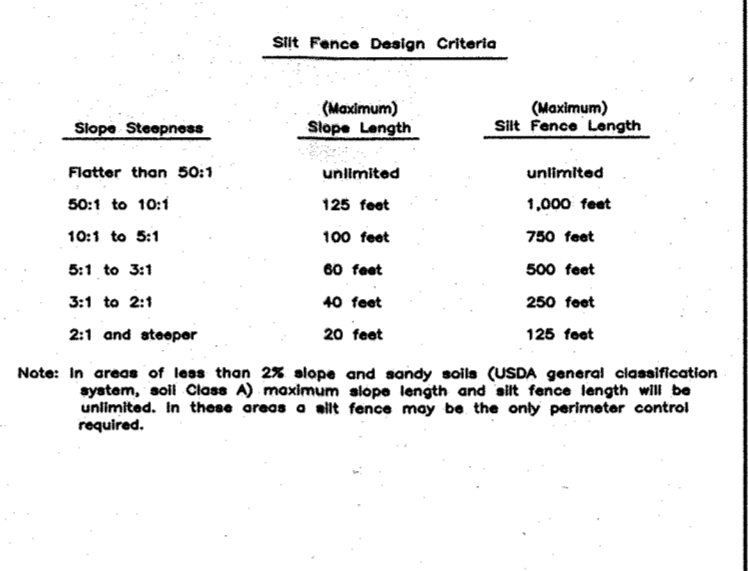 Silt Fence Design Criteria
(Maximum) (Maximum)
Slope Steepness Slope Length Silt Fence Length
Flatter than 50:1 unlimited unlimited
50:1 to 10:1 125 feet 1,000 feet
10:1 to 5:1 100 feet 750 feet
5:1 to 3:1 60 feet 500 feet
3:1 to 2:1 40 feet 250 feet
2:1 and steeper 20 feet 125 feet
Note: In areas of less than 2% slope and sandy soils (USDA general classification
system, soil Class A) maximum slope length and silt fence length will be
unlimited. In these areas a silt fence may be the only perimeter control
required.